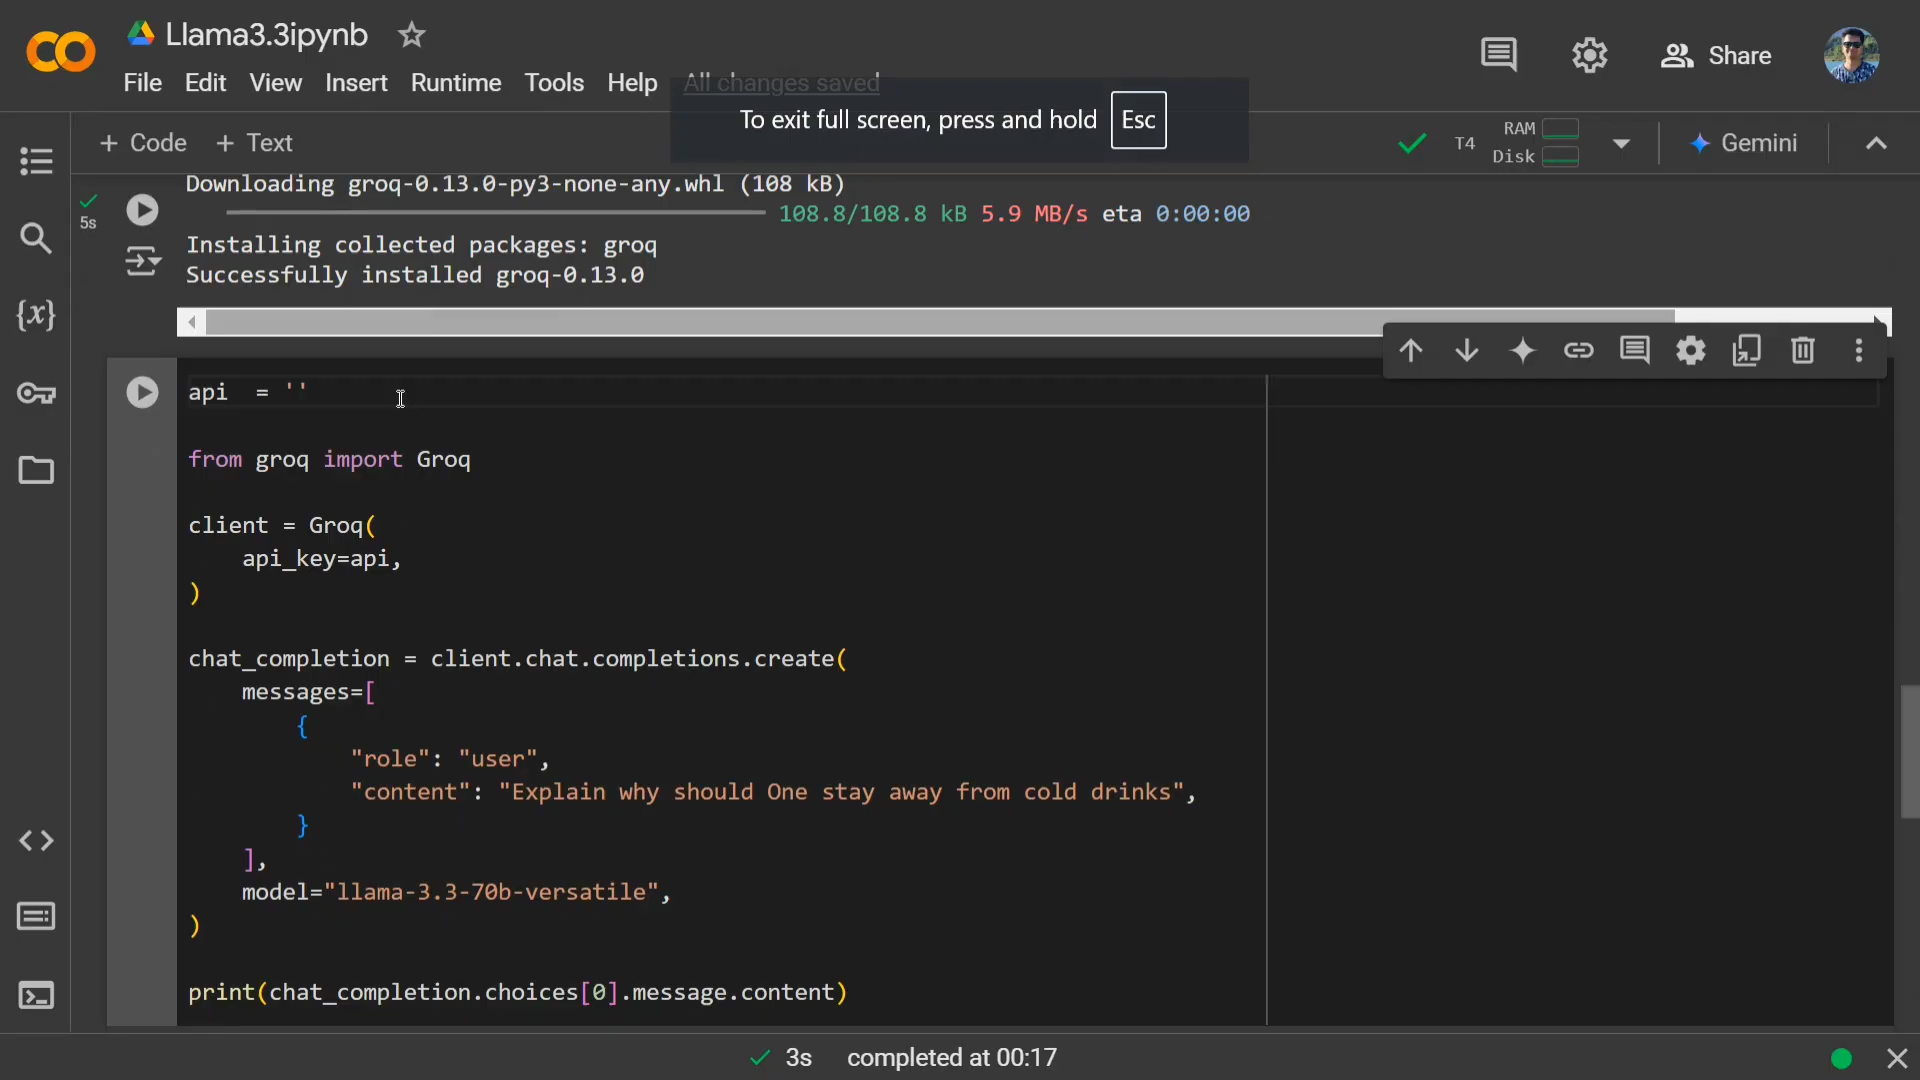 Llama3.3ipynb
File Edit View Insert Runtime Tools Help All changes saved
Share
To exit full screen, press and hold Esc
+ Code + Text
T4
RAM
Disk
Gemini
Downloading groq-0.13.0-py3-none-any.whl (108 kB)
5s
108.8/108.8 kB 5.9 MB/s eta 0:00:00
Installing collected packages: groq
Successfully installed groq-0.13.0
{x}
api  = ''
from groq import Groq
client = Groq(
    api_key=api,
)
chat_completion = client.chat.completions.create(
    messages=[
        {
            "role": "user",
            "content": "Explain why should One stay away from cold drinks",
        }
    ],
    model="llama-3.3-70b-versatile",
)
print(chat_completion.choices[0].message.content)
3s completed at 00:17